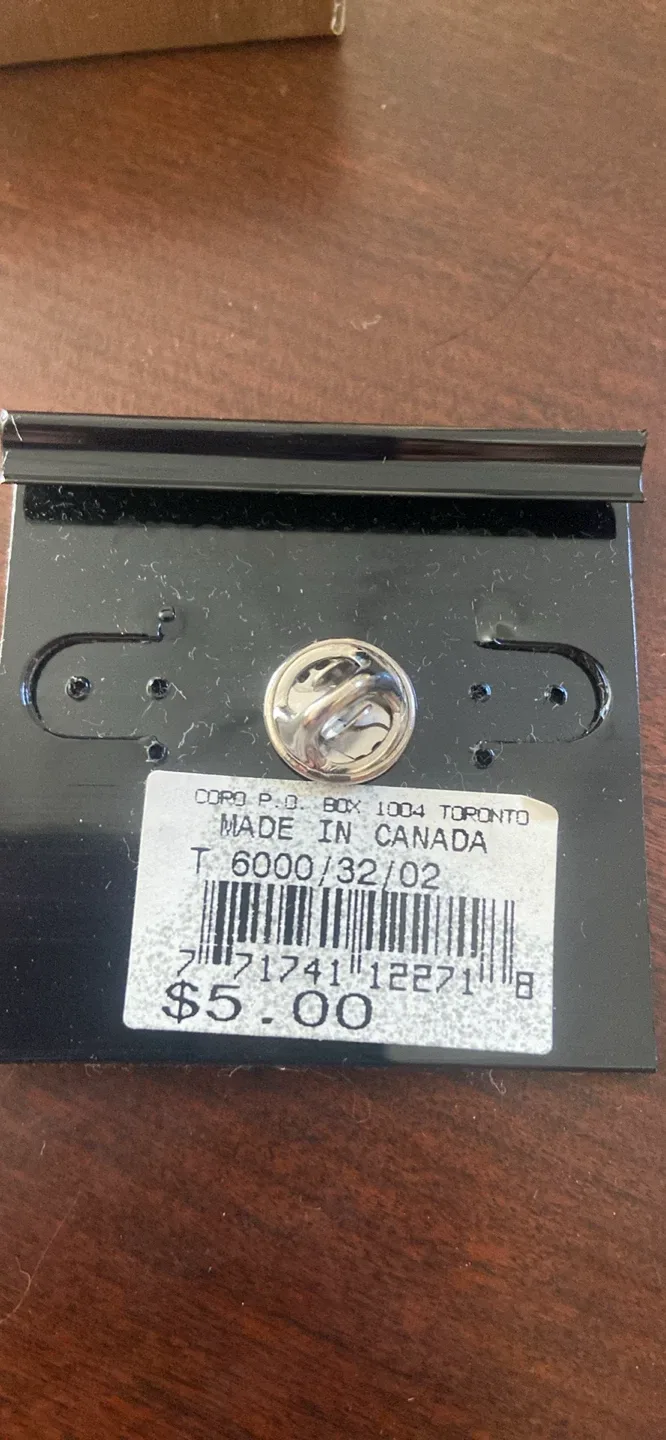 CORO P.O. BOX 1004 TORONTO
MADE IN CANADA
T 6000/32/02
7 71741 12271 8
$5.00